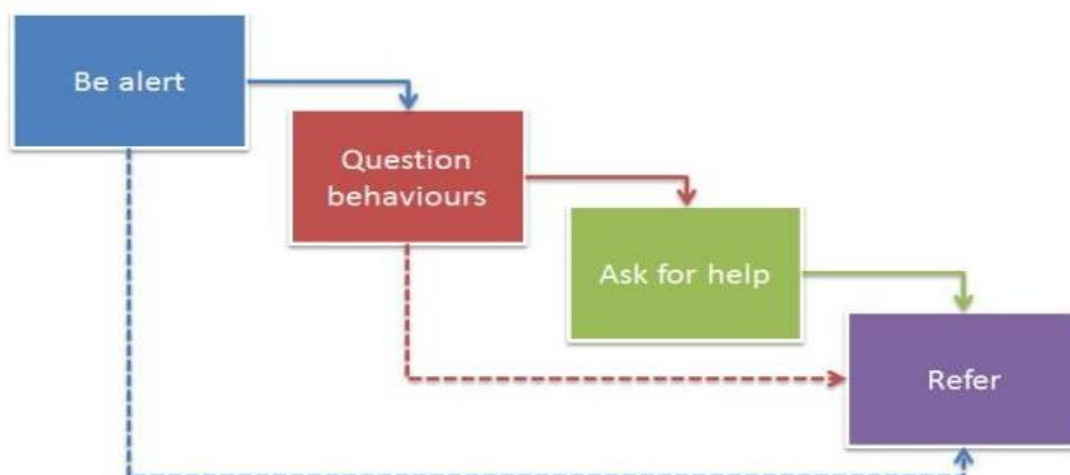 Be alert
Question
behaviours
Ask for help
Refer